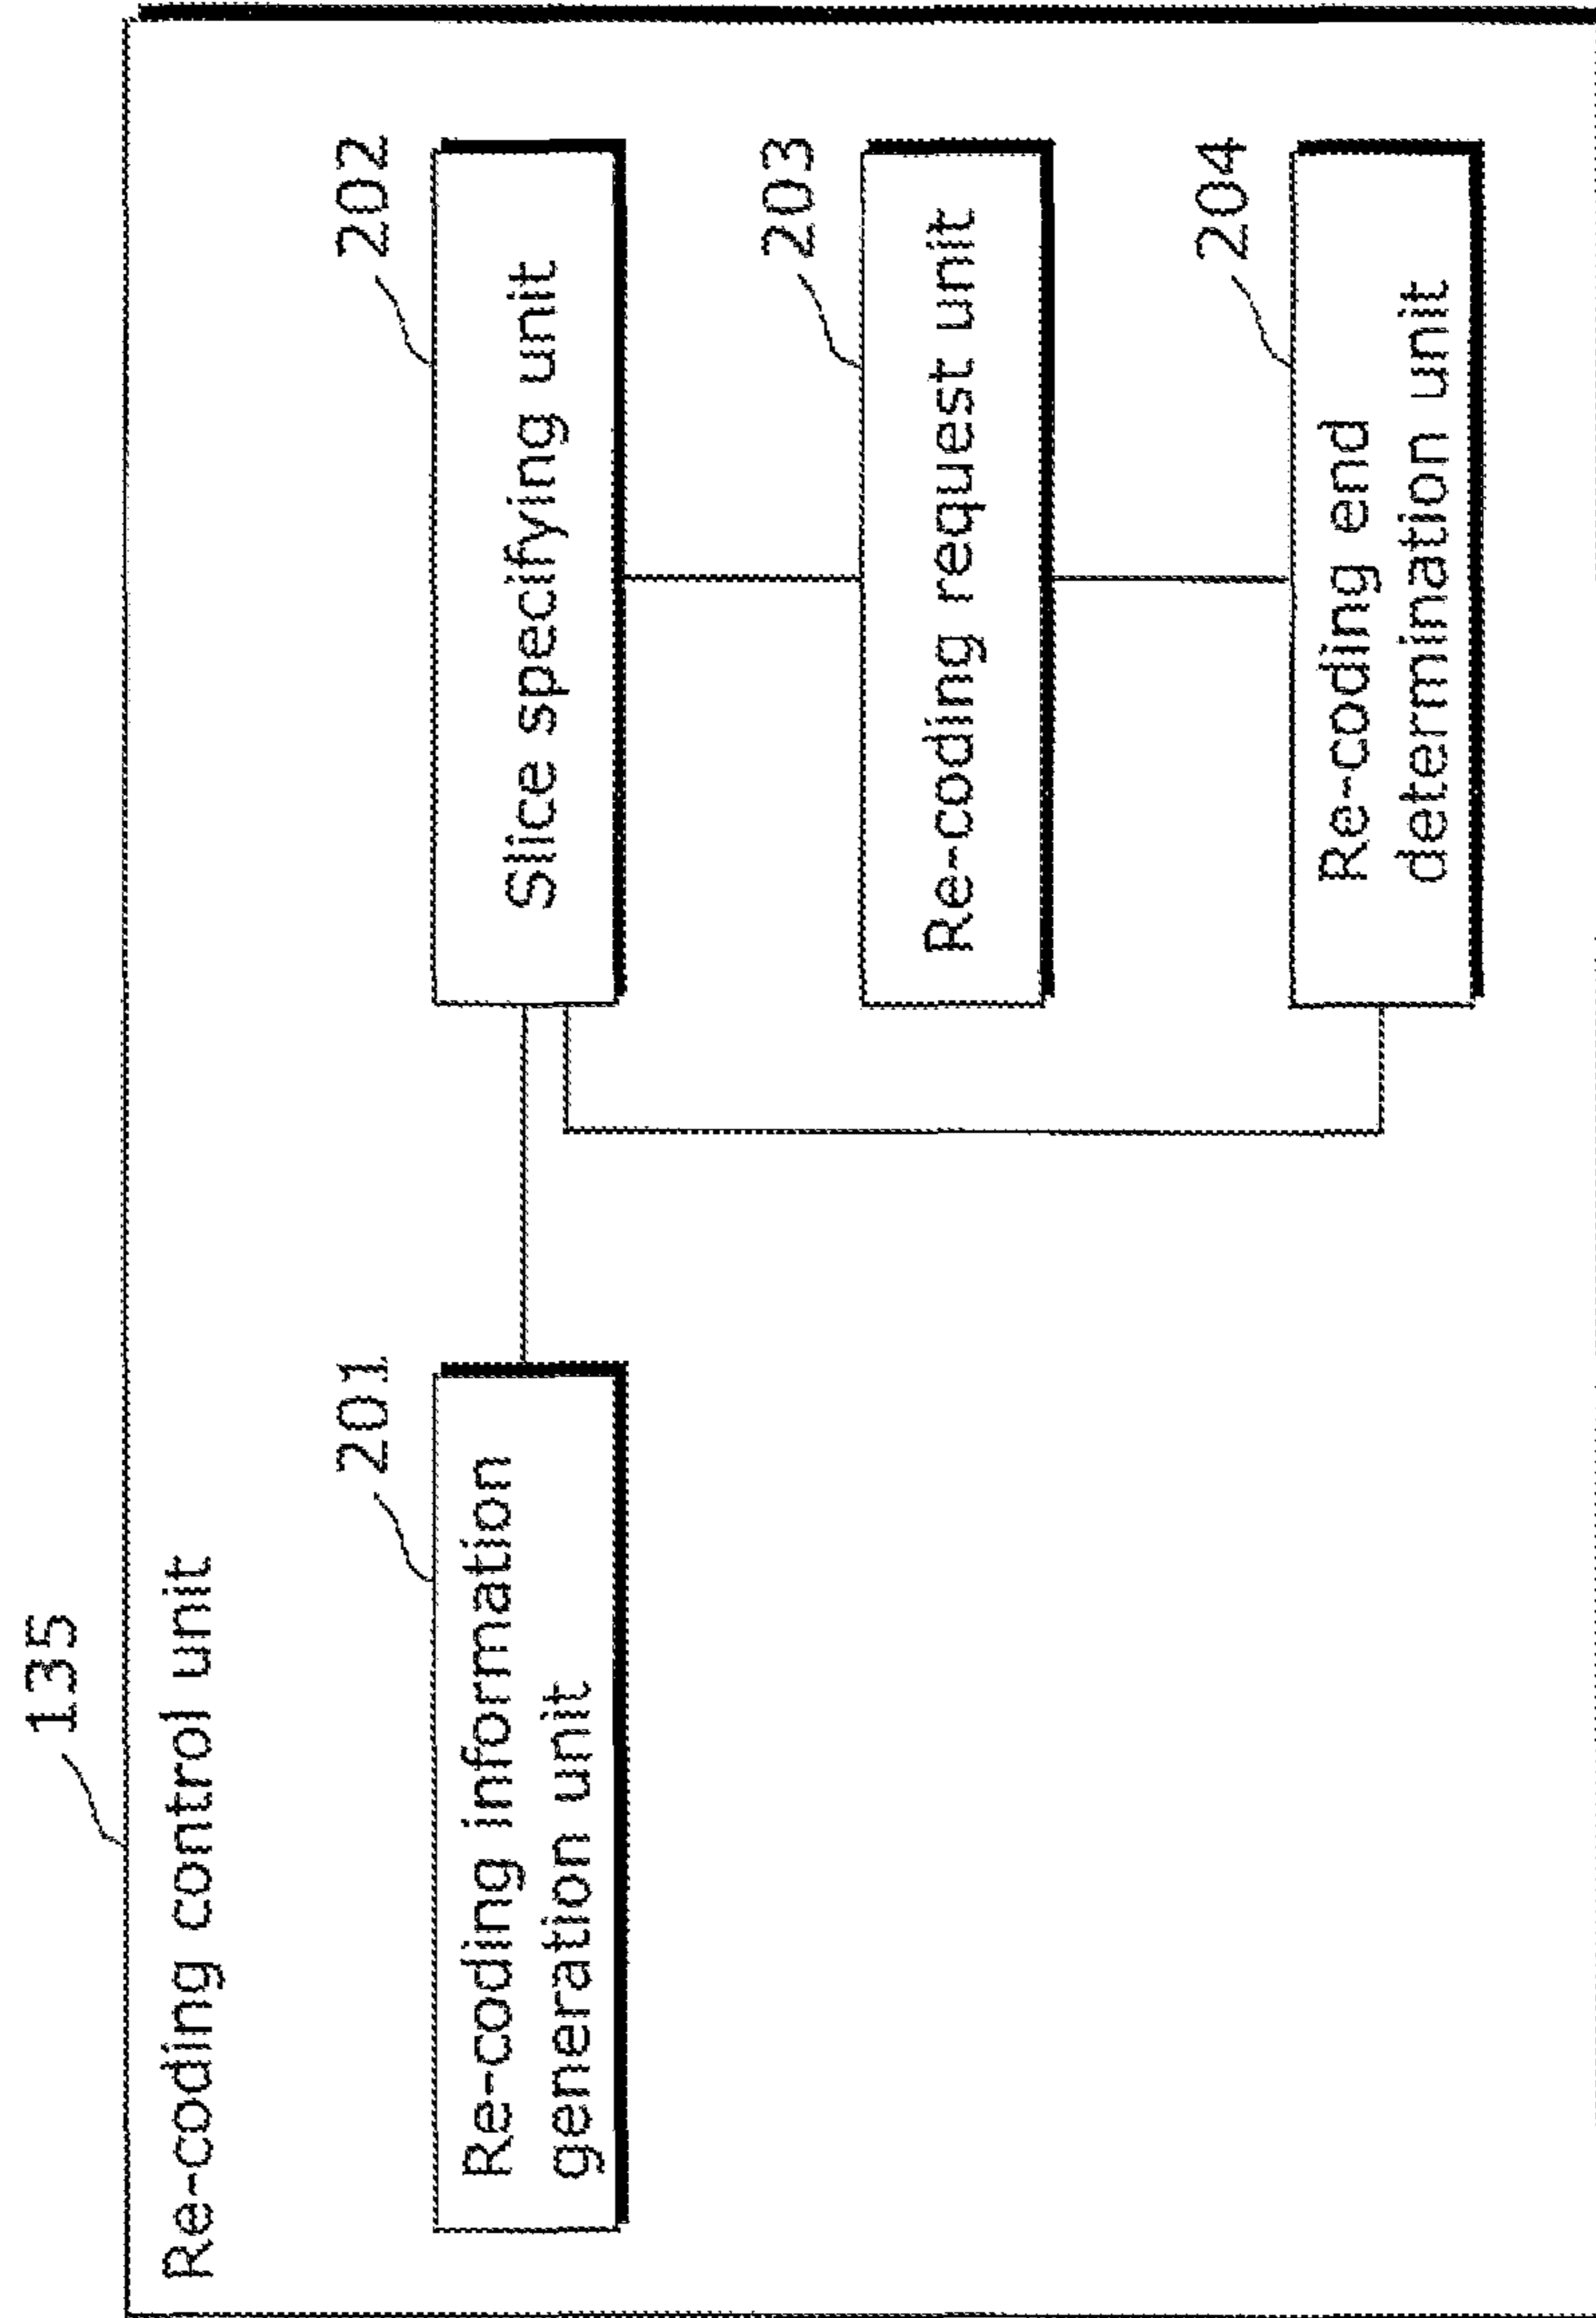 135
Re-coding control unit
201
Re-coding information
generation unit
202
Slice specifying unit
203
Re-coding request unit
204
Re-coding end
determination unit